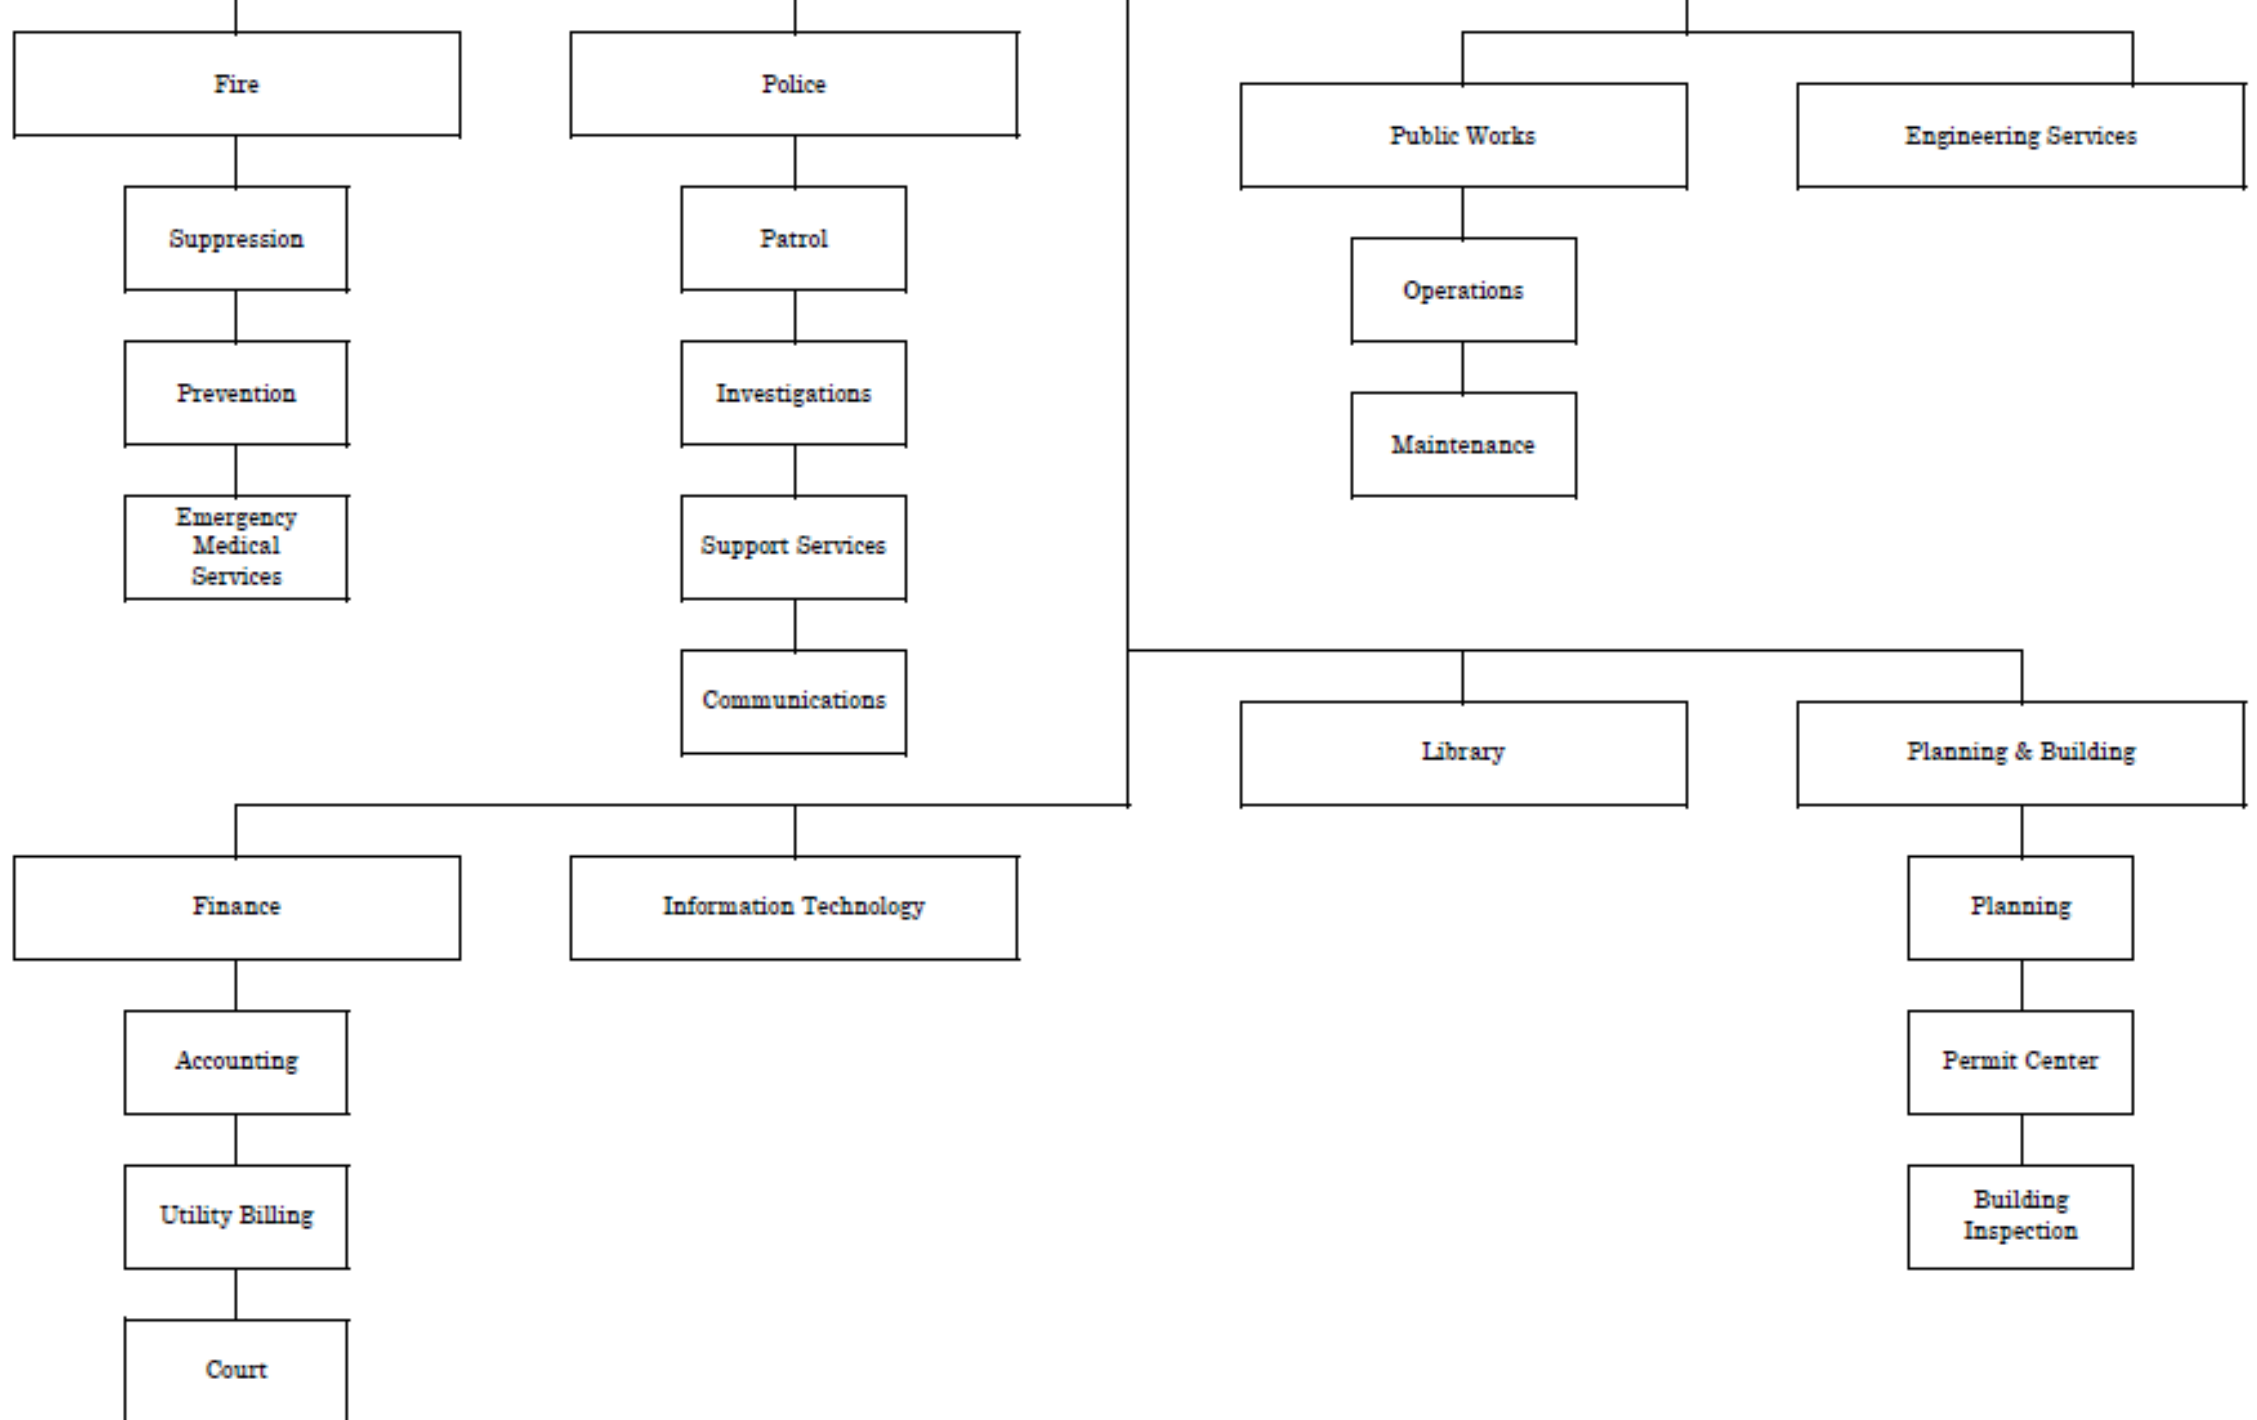 Fire
Police
Public Works
Engineering Services
Suppression
Patrol
Operations
Prevention
Investigations
Maintenance
Emergency
Medical
Services
Support Services
Communications
Library
Planning & Building
Finance
Information Technology
Planning
Accounting
Permit Center
Utility Billing
Building
Inspection
Court